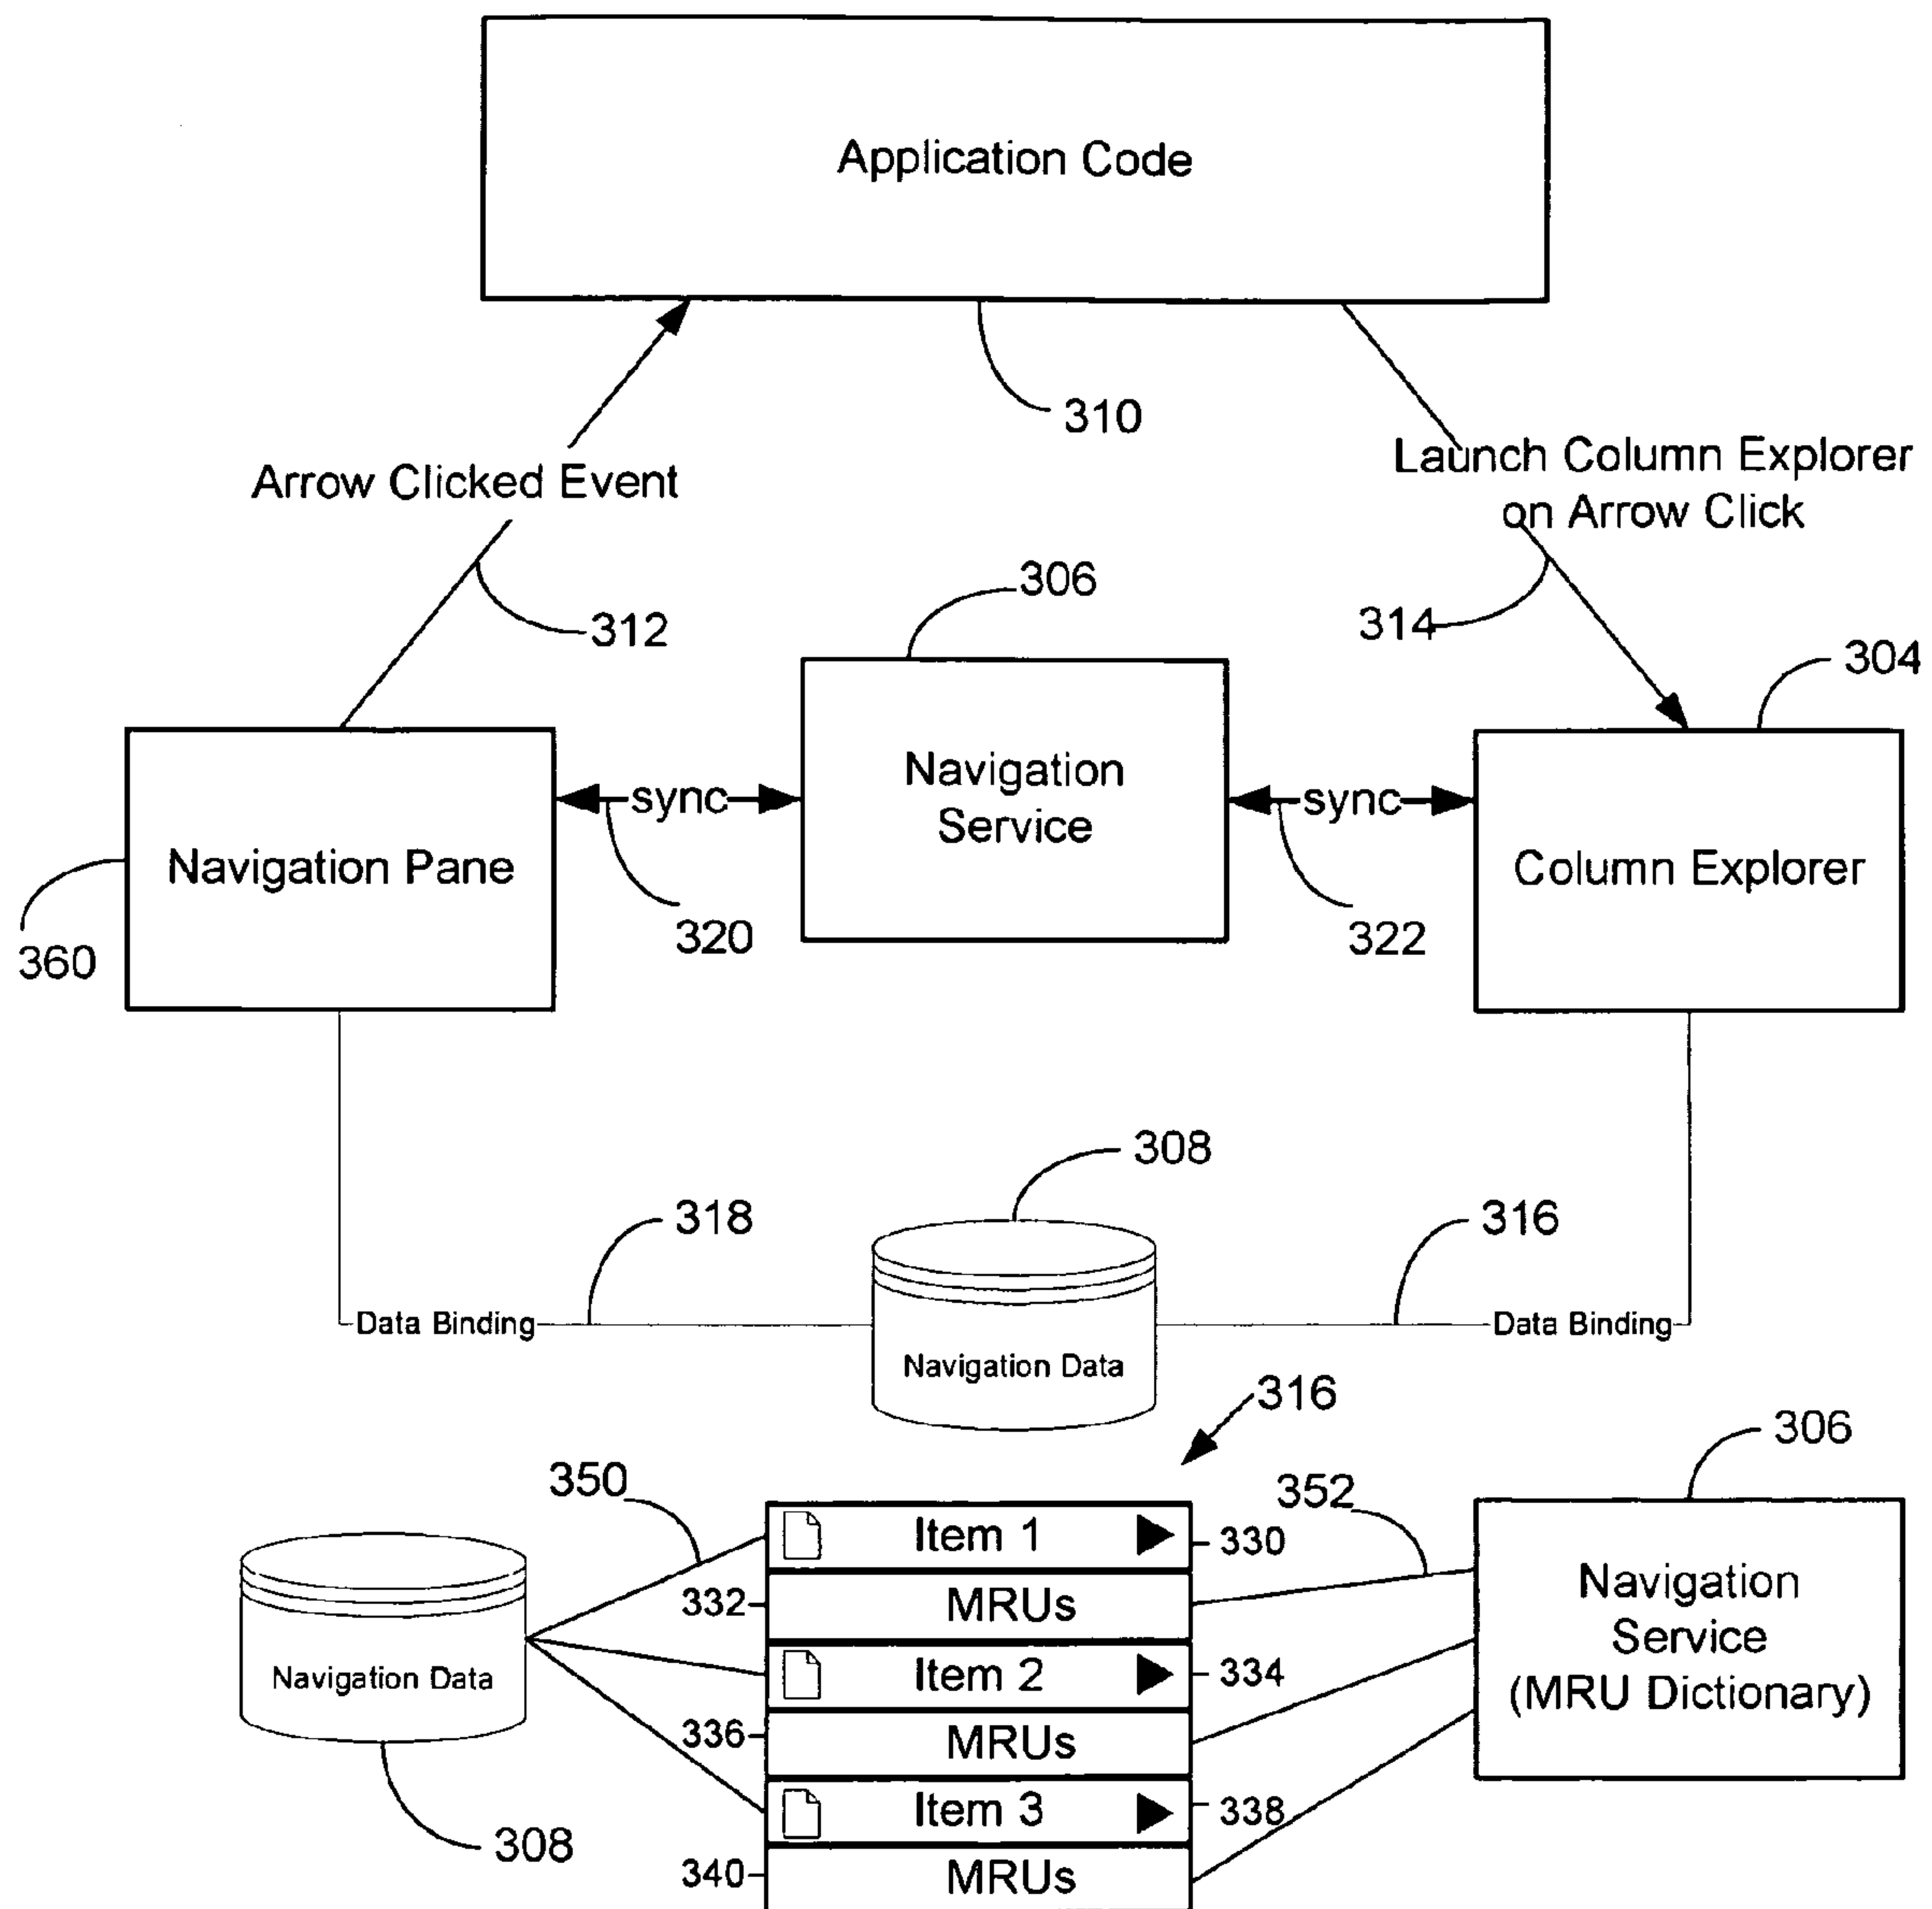 Application Code
310
Arrow Clicked Event
Launch Column Explorer
on Arrow Click
312
306
314
304
Navigation Pane
sync
Navigation
Service
sync
Column Explorer
360
320
322
308
318
316
Data Binding
Navigation Data
Data Binding
316
306
350
352
Item 1
330
332
MRUs
Item 2
334
336
MRUs
Item 3
338
340
MRUs
Navigation Data
308
Navigation
Service
(MRU Dictionary)